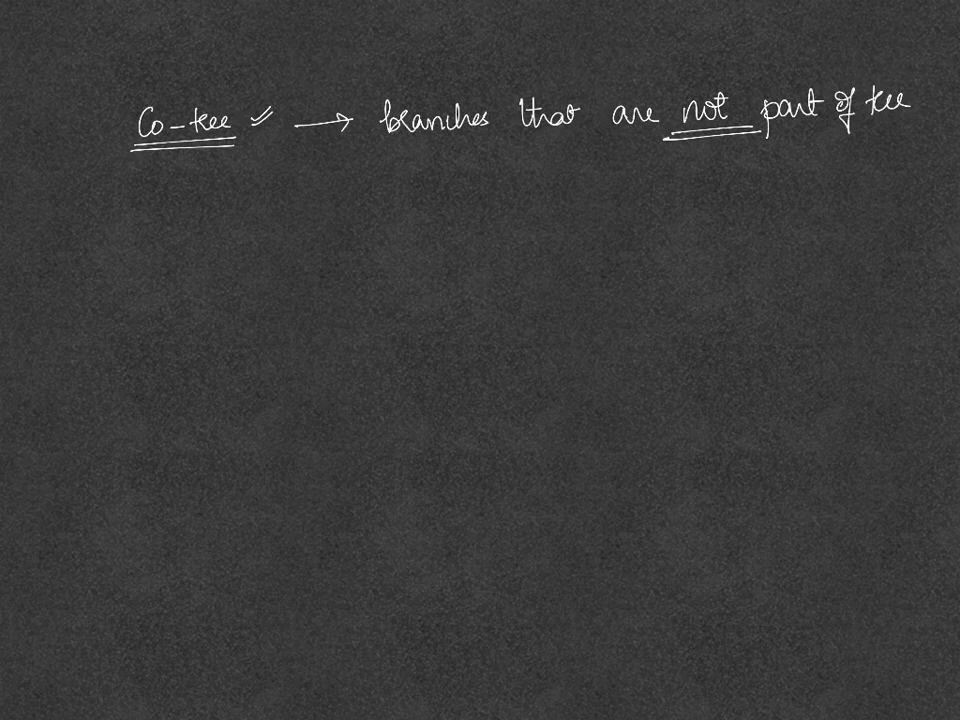 Co-tree → branches that are not part of tree